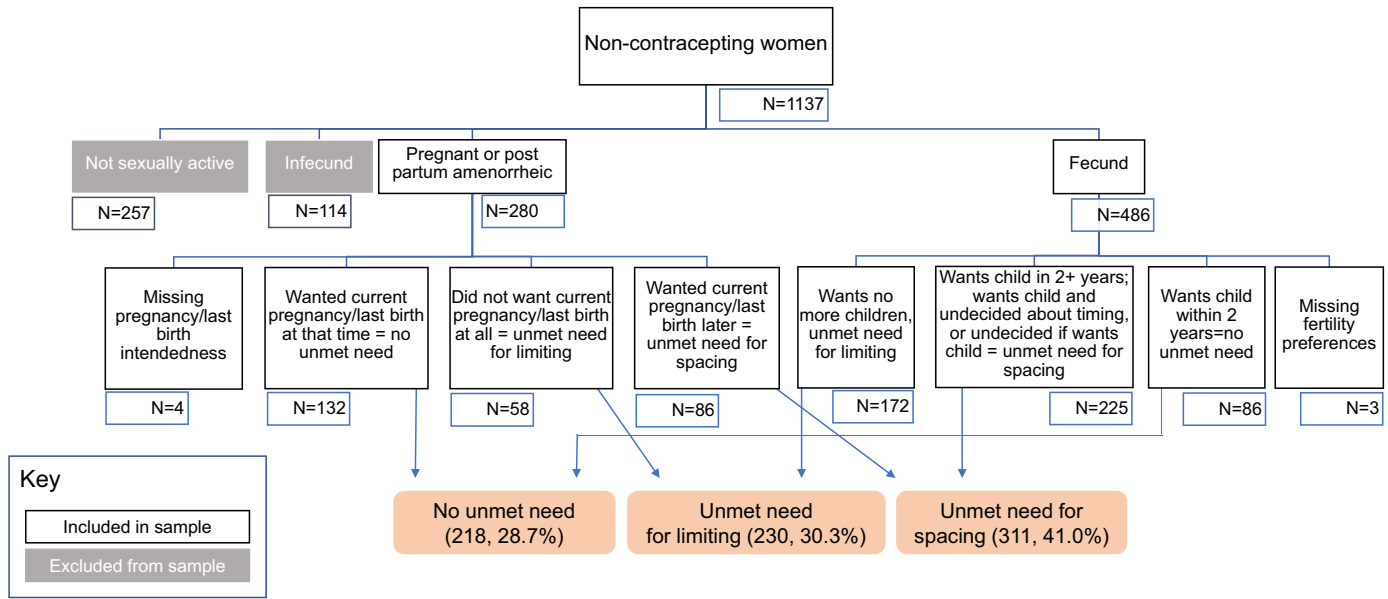 Non-contracepting women
N=1137
Not sexually active
N=257
Infecund
N=114
Pregnant or post
partum amenorrheic
N=280
Fecund
N=486
Missing
pregnancy/last
birth
intendedness
N=4
Wanted current
pregnancy/last birth
at that time = no
unmet need
N=132
Did not want current
pregnancy/last birth
at all = unmet need
for limiting
N=58
Wanted current
pregnancy/last
birth later =
unmet need for
spacing
N=86
Wants no
more children,
unmet need
for limiting
N=172
Wants child in 2+ years;
wants child and
undecided about timing,
or undecided if wants
child = unmet need for
spacing
N=225
Wants child
within 2
years=no
unmet need
N=86
Missing
fertility
preferences
N=3
No unmet need
(218, 28.7%)
Unmet need
for limiting (230, 30.3%)
Unmet need for
spacing (311, 41.0%)
Key
Included in sample
Excluded from sample